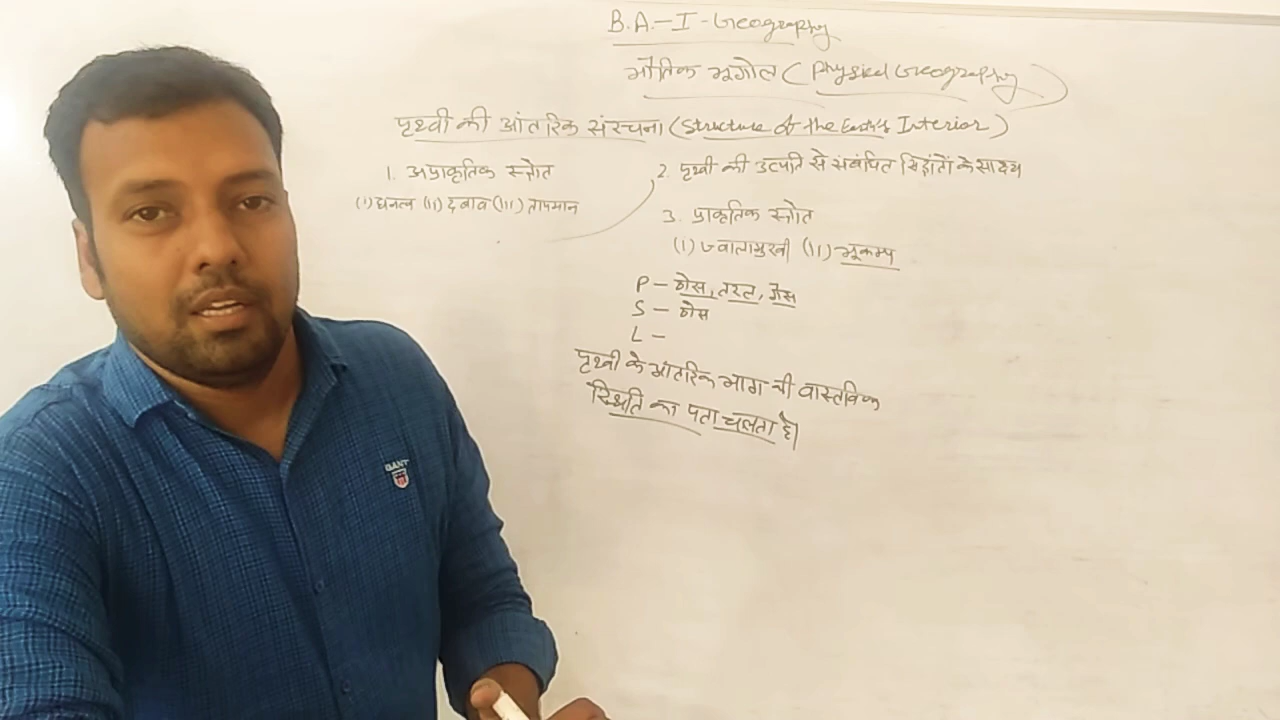 B.A.-I-Geography
भौतिक भूगोल (Physical Geography)
पृथ्वी की आंतरिक संरचना (Structure of the Earth's Interior)
1. अप्राकृतिक स्त्रोत
(i) घनत्व (ii) दबाव (iii) तापमान
2. पृथ्वी की उत्पति से संबंधित सिद्धांतों के साक्ष्य
3. प्राकृतिक स्त्रोत
(i) ज्वालामुखी (ii) भूकम्प
P - ठोस, तरल, गैस
S - ठोस
L -
पृथ्वी के आंतरिक भाग की वास्तविक
स्थिति का पता चलता है।
GANT